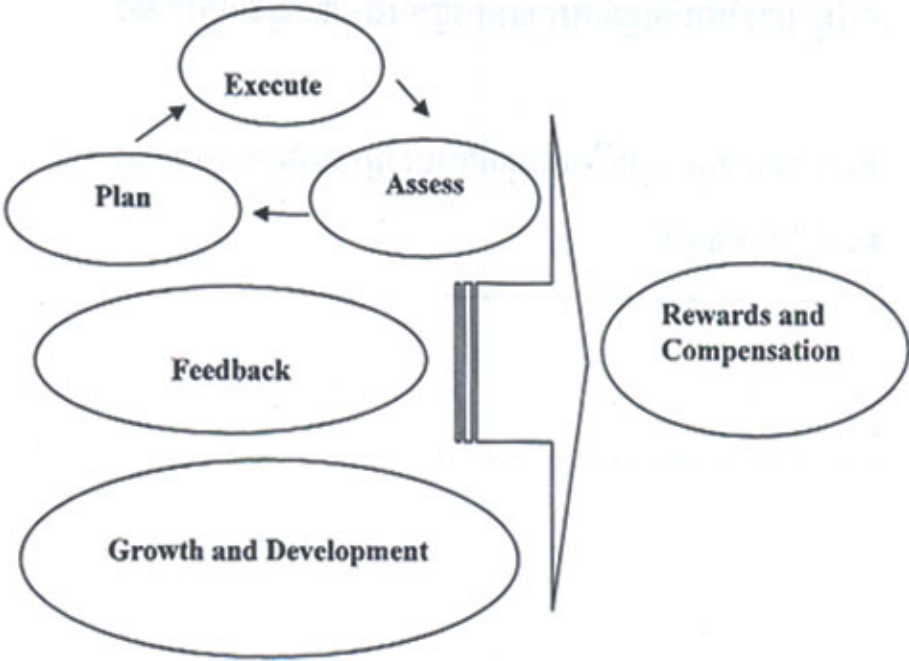 Execute
Plan
Assess
Feedback
Rewards and
Compensation
Growth and Development